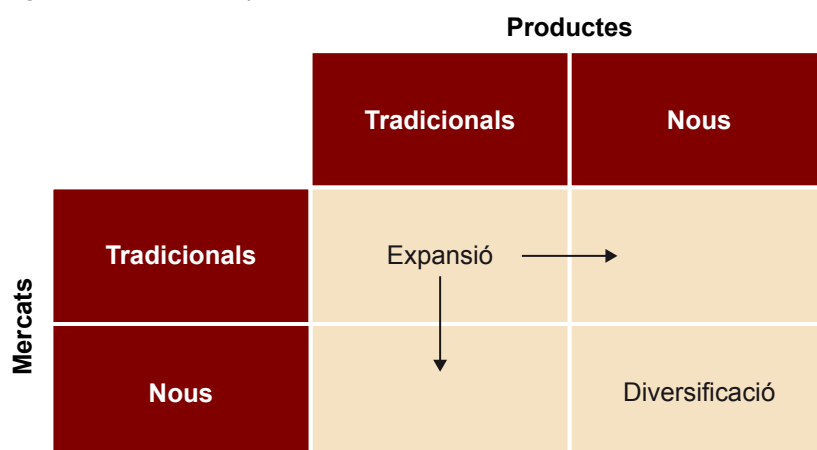 Productes
Tradicionals
Nous
Mercats
Tradicionals
Expansió
Nous
Diversificació